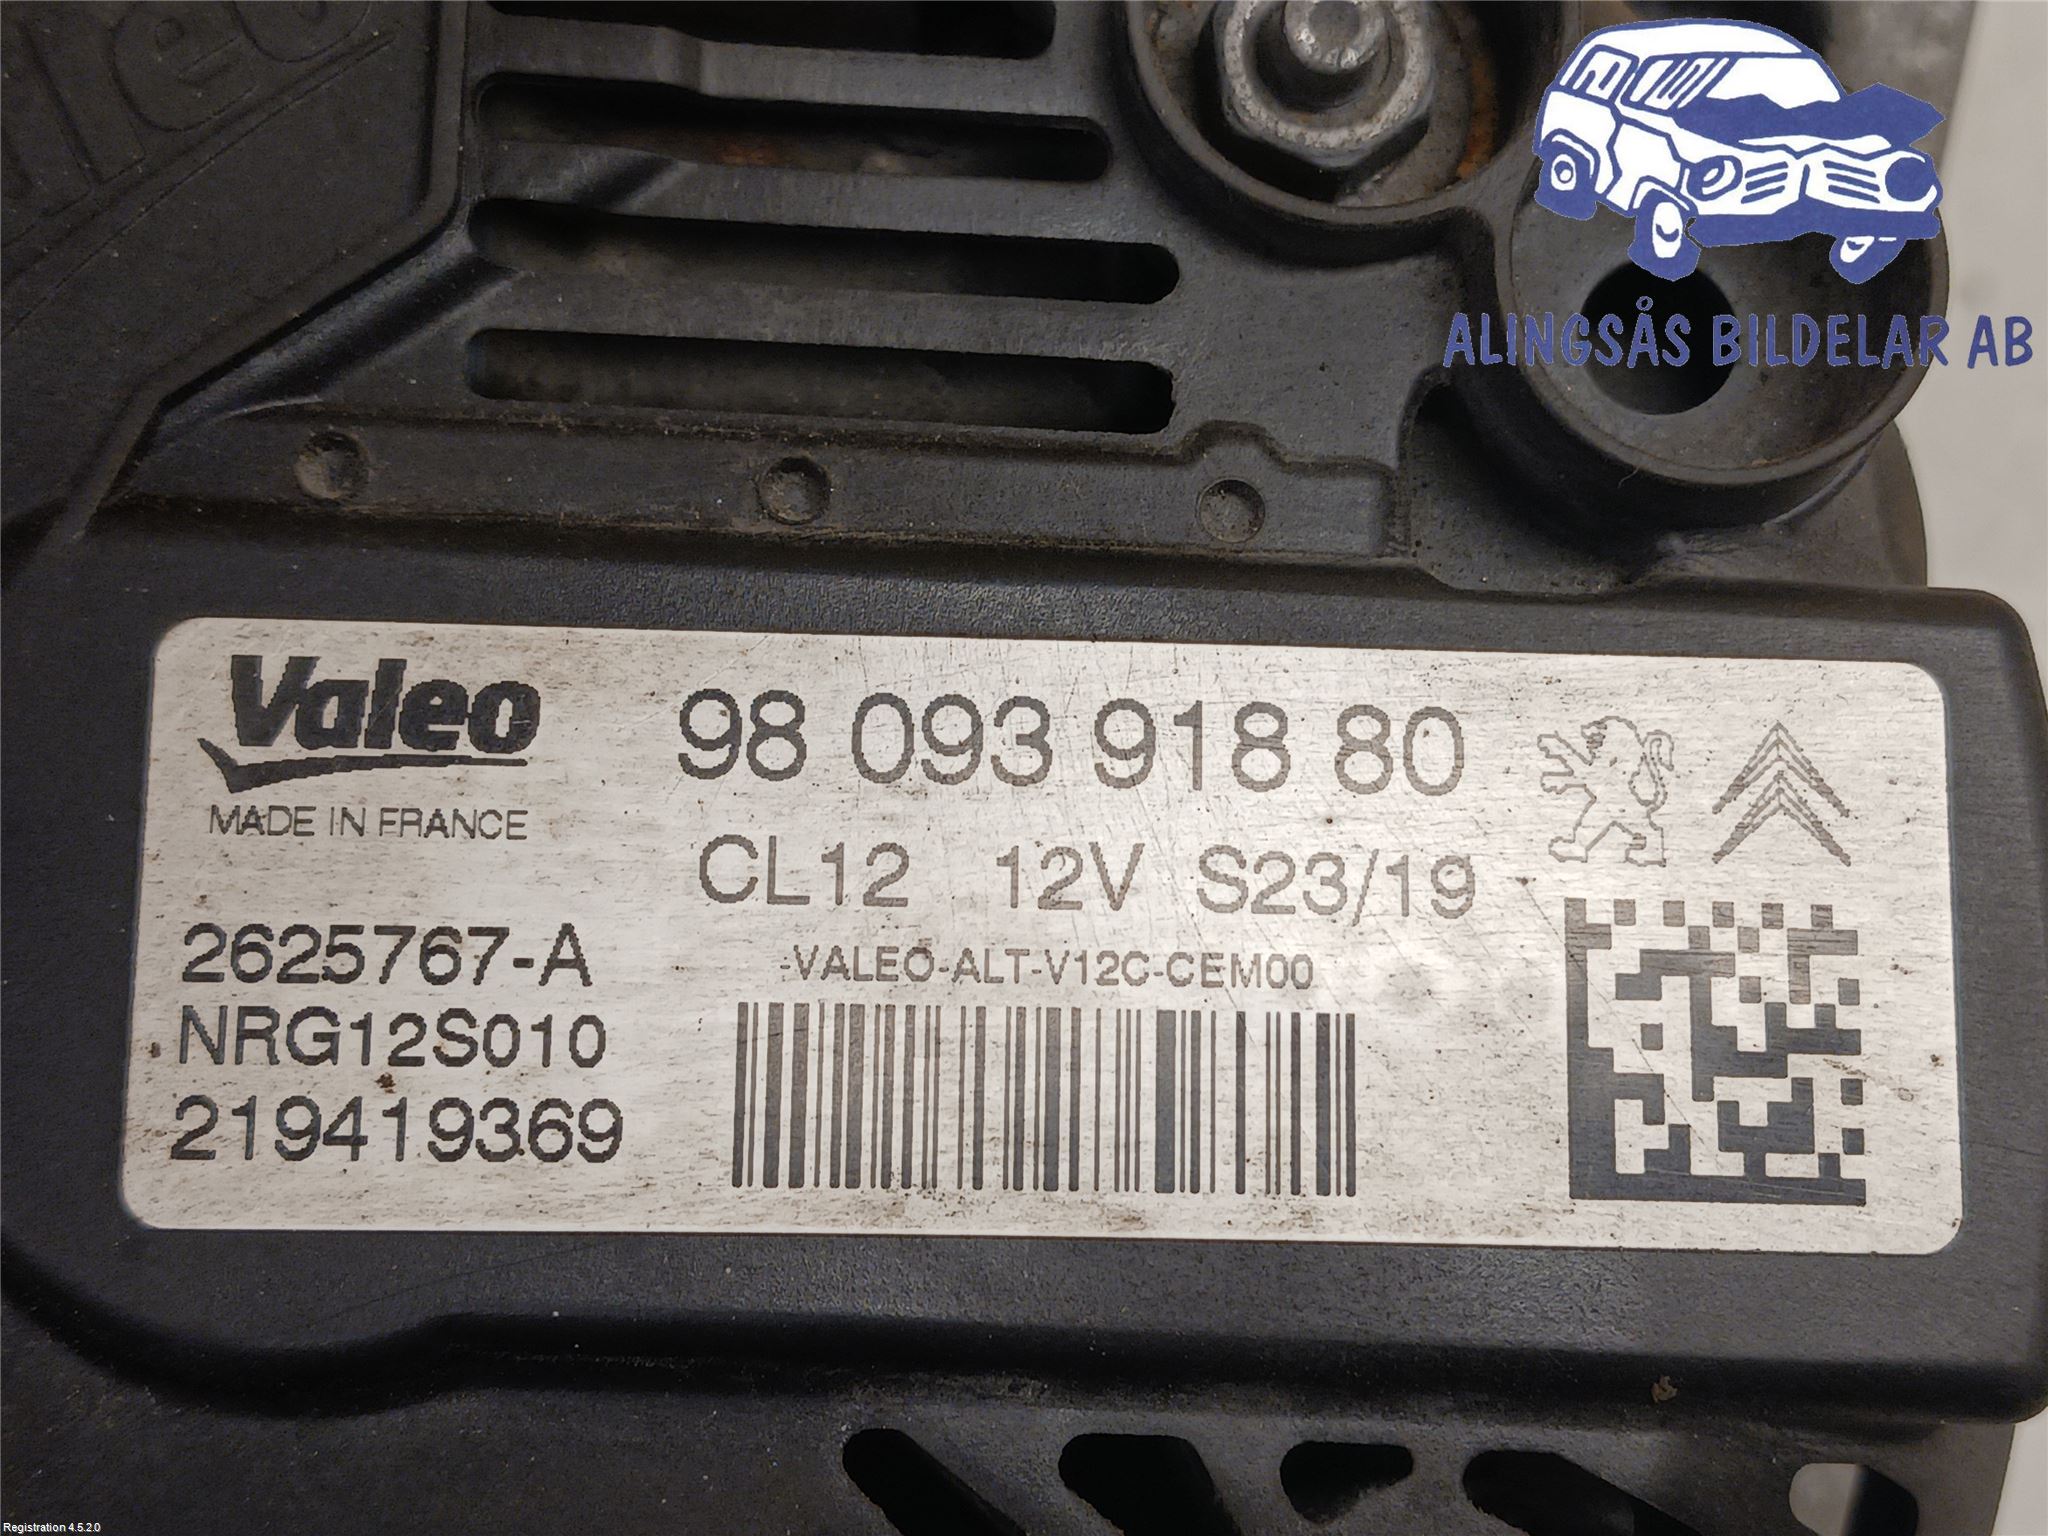 ALINGSÅS BILDELAR AB
Valeo
MADE IN FRANCE
98 093 918 80
CL12 12V S23/19
2625767-A
NRG12S010
219419369
-VALEO-ALT-V12C-CEM00
Registration 4.5.2.0